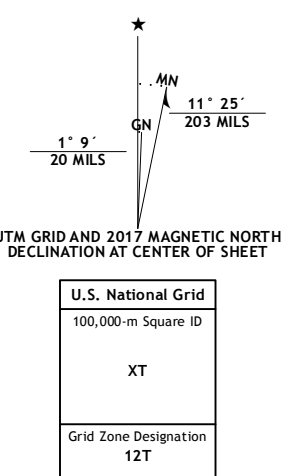 ★
MN
11° 25´
203 MILS
GN
1° 9´
20 MILS
UTM GRID AND 2017 MAGNETIC NORTH
DECLINATION AT CENTER OF SHEET
U.S. National Grid
100,000-m Square ID
XT
Grid Zone Designation
12T